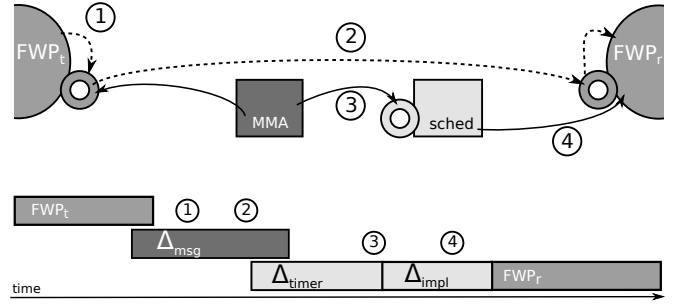 1
2
FWPt
FWPr
3
MMA
sched
4
FWPt
1
2
Δmsg
3
4
Δtimer
Δimpl
FWPr
time